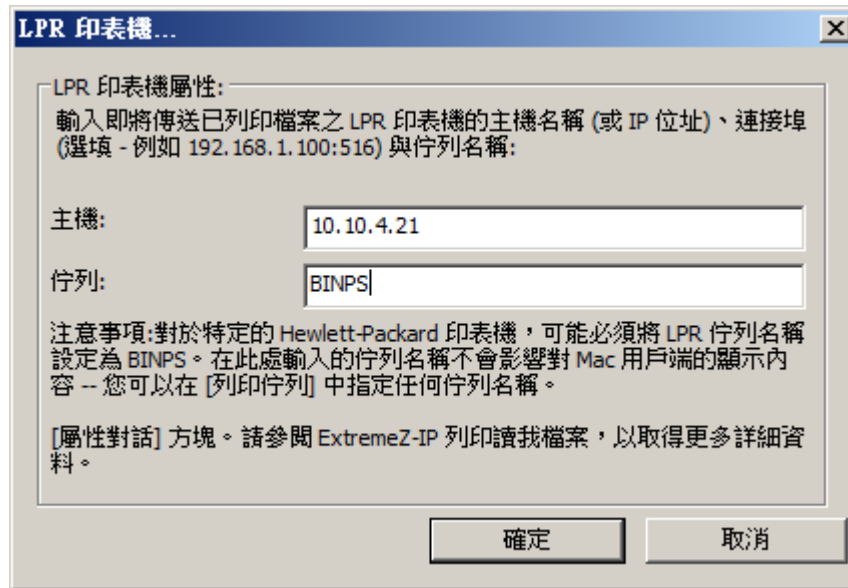 LPR 印表機...
LPR 印表機屬性:
輸入即將傳送已列印檔案之 LPR 印表機的主機名稱 (或 IP 位址)、連接埠
(選填 - 例如 192.168.1.100:516) 與佇列名稱:
主機:
10.10.4.21
佇列:
BINPS
注意事項:對於特定的 Hewlett-Packard 印表機，可能必須將 LPR 佇列名稱
設定為 BINPS。在此處輸入的佇列名稱不會影響對 Mac 用戶端的顯示內
容 -- 您可以在 [列印佇列] 中指定任何佇列名稱。
[屬性對話] 方塊。請參閱 ExtremeZ-IP 列印讀我檔案，以取得更多詳細資
料。
確定
取消